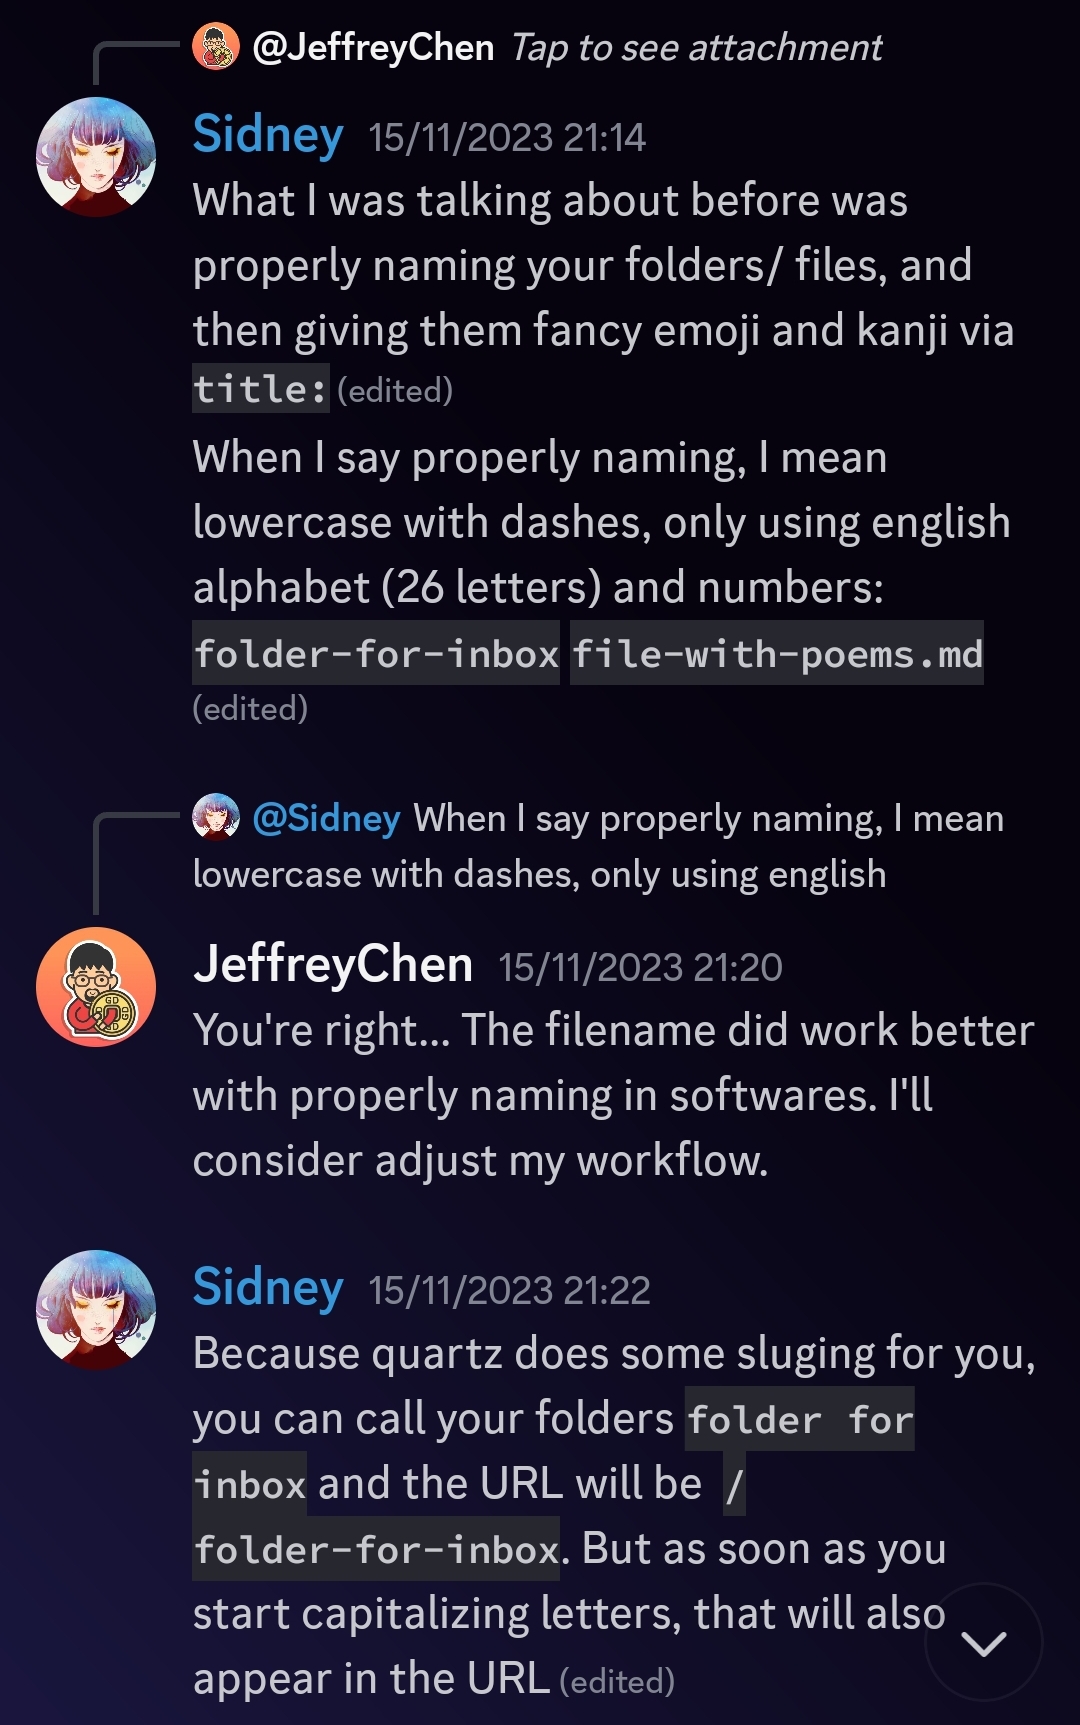 @JeffreyChen Tap to see attachment
Sidney 15/11/2023 21:14
What I was talking about before was
properly naming your folders/ files, and
then giving them fancy emoji and kanji via
title: (edited)
When I say properly naming, I mean
lowercase with dashes, only using english
alphabet (26 letters) and numbers:
folder-for-inbox file-with-poems.md
(edited)
@Sidney When I say properly naming, I mean
lowercase with dashes, only using english
JeffreyChen 15/11/2023 21:20
You're right... The filename did work better
with properly naming in softwares. I'll
consider adjust my workflow.
Sidney 15/11/2023 21:22
Because quartz does some sluging for you,
you can call your folders folder for
inbox and the URL will be /
folder-for-inbox. But as soon as you
start capitalizing letters, that will also
appear in the URL (edited)